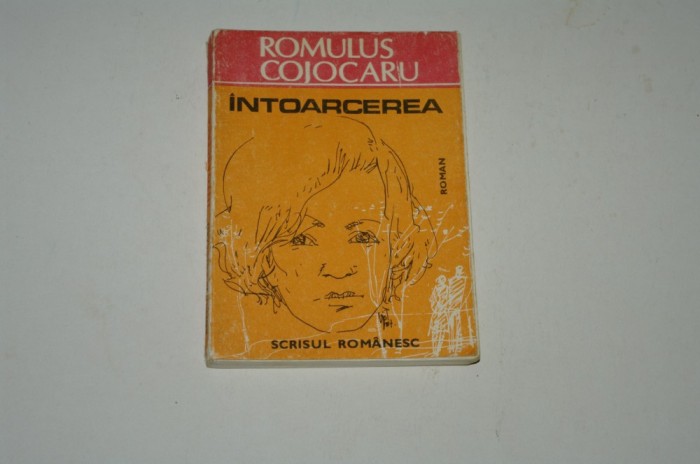 ROMULUS
COJOCARU
ÎNTOARCEREA
ROMAN
SCRISUL ROMÂNESC